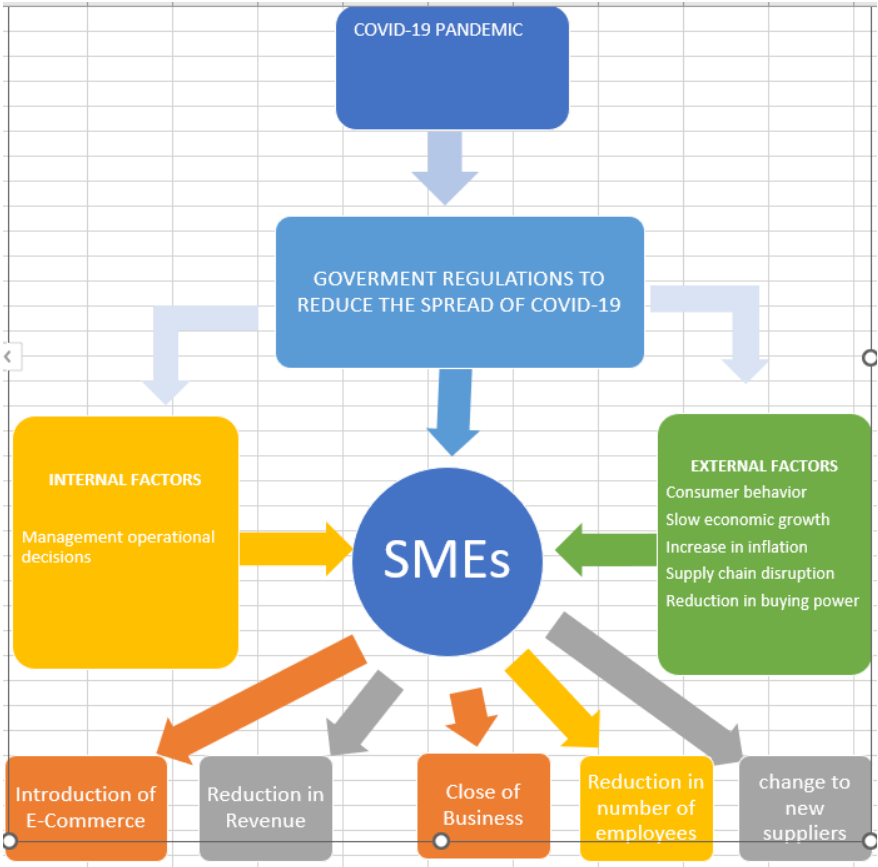 COVID-19 PANDEMIC
GOVERMENT REGULATIONS TO
REDUCE THE SPREAD OF COVID-19
INTERNAL FACTORS
Management operational
decisions
SMEs
EXTERNAL FACTORS
Consumer behavior
Slow economic growth
Increase in inflation
Supply chain disruption
Reduction in buying power
Introduction of
E-Commerce
Reduction in
Revenue
Close of
Business
Reduction in
number of
employees
change to
new
suppliers